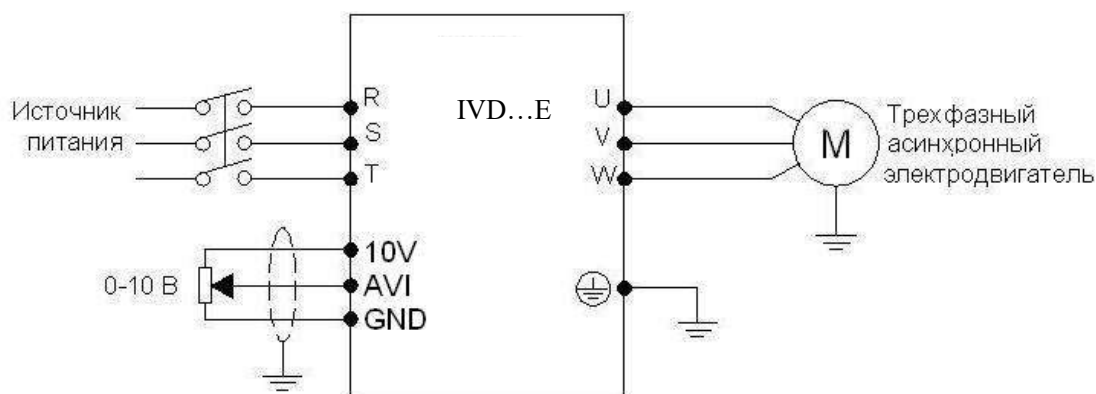 Источник
питания
R
S
T
IVD...E
U
V
W
M
Трехфазный
асинхронный
электродвигатель
0-10 В
10V
AVI
GND